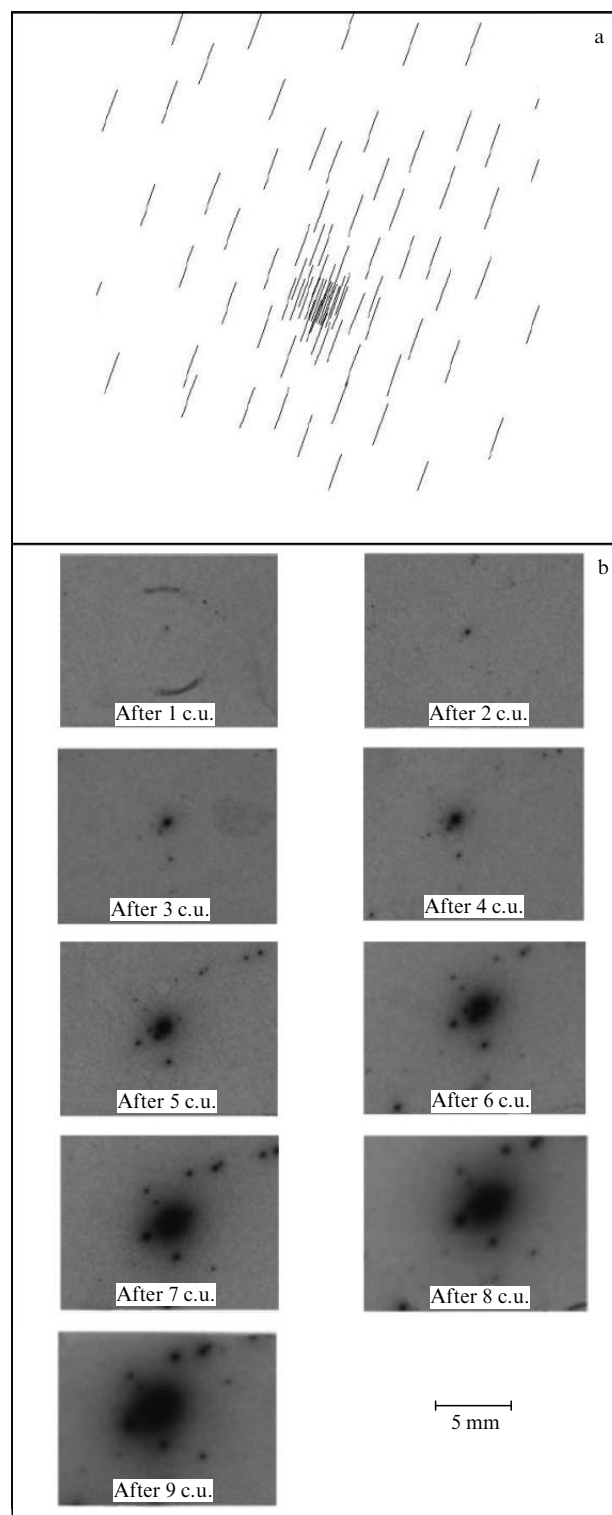 a
b
After 1 c.u.
After 2 c.u.
After 3 c.u.
After 4 c.u.
After 5 c.u.
After 6 c.u.
After 7 c.u.
After 8 c.u.
After 9 c.u.
5 mm